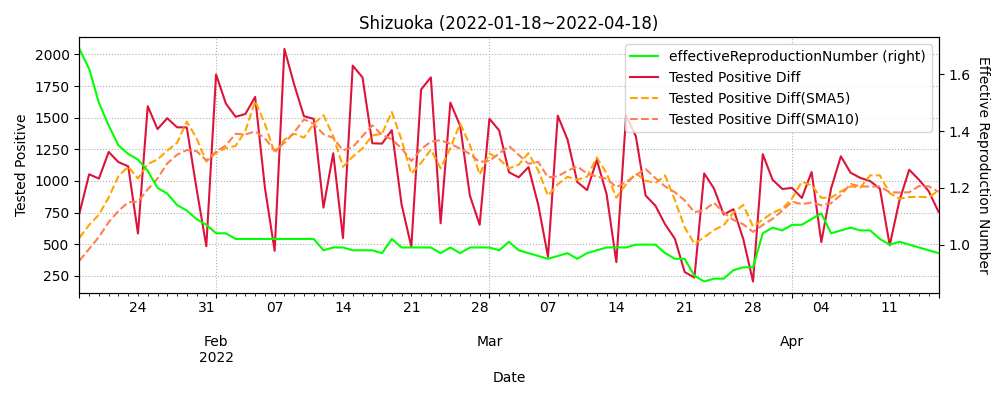 Shizuoka (2022-01-18~2022-04-18)
effectiveReproductionNumber (right)
Tested Positive Diff
Tested Positive Diff(SMA5)
Tested Positive Diff(SMA10)
Tested Positive
2000
1750
1500
1250
1000
750
500
250
1.6
1.4
1.2
1.0
Effective Reproduction Number
24 31 07 14 21 28 07 14 21 28 04 11
Feb Mar Apr
2022
Date